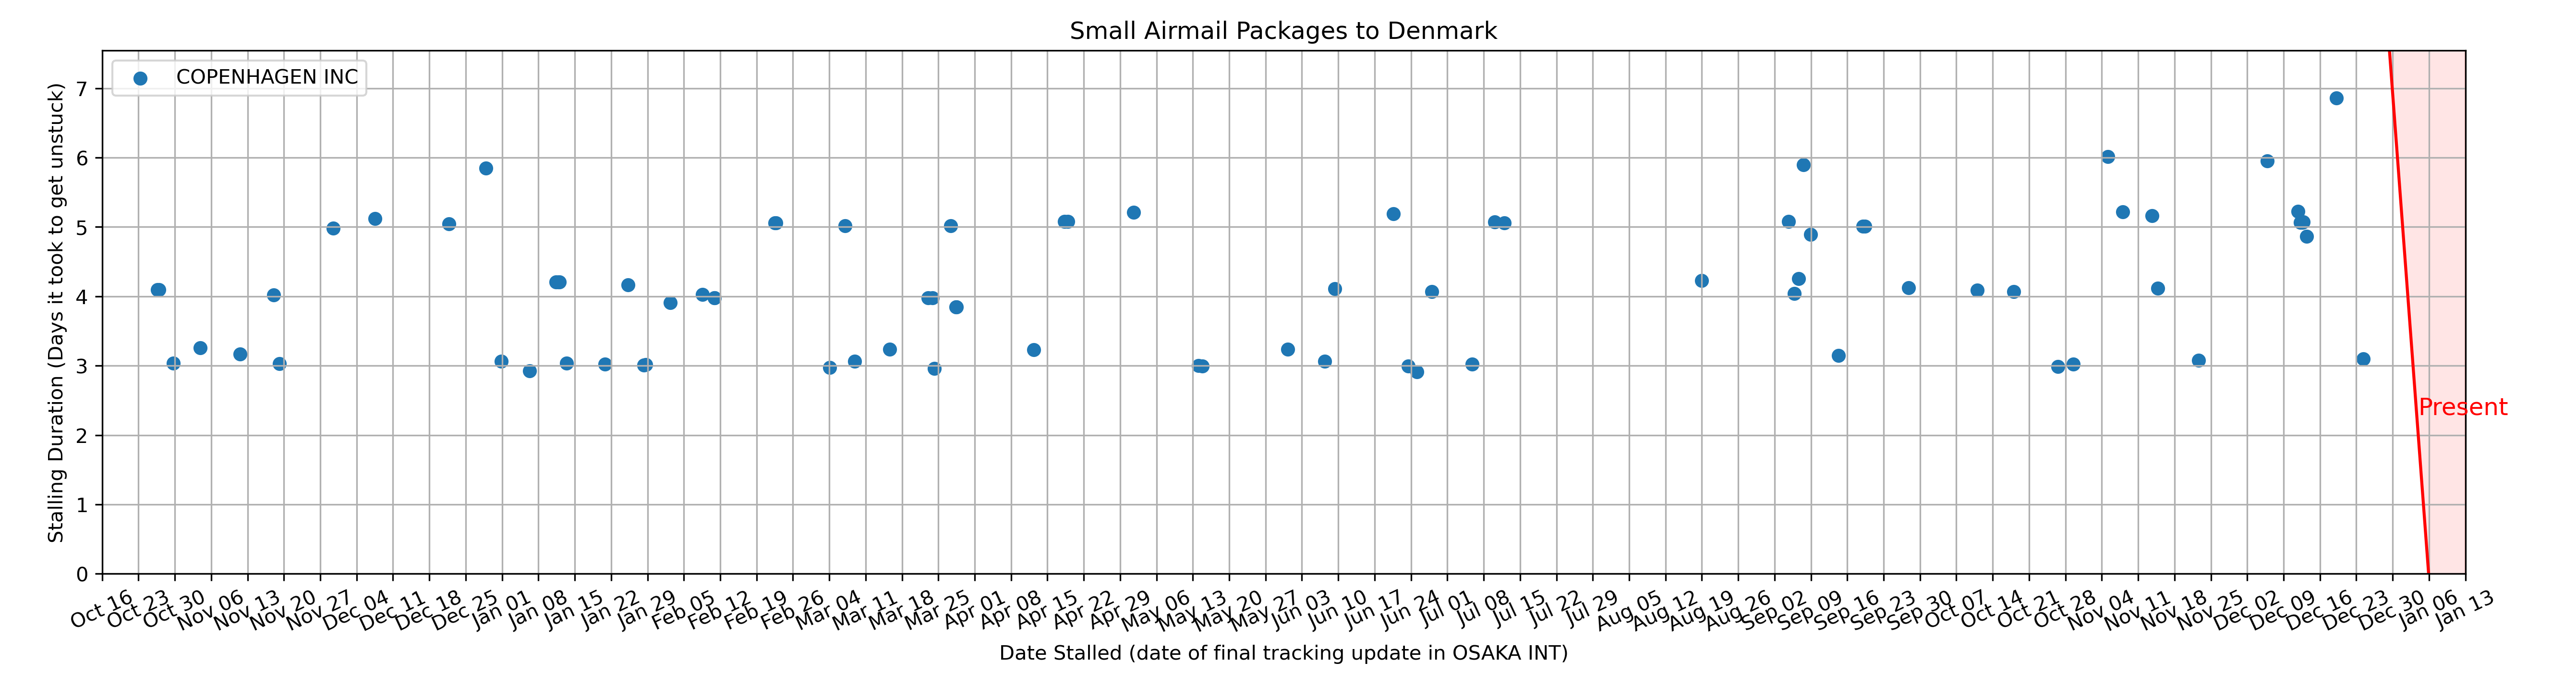 Small Airmail Packages to Denmark
COPENHAGEN INC
Stalling Duration (Days it took to get unstuck)
7
6
5
4
3
2
1
0
Present
Oct 16 Oct 23 Oct 30 Nov 06 Nov 13 Nov 20 Nov 27 Dec 04 Dec 11 Dec 18 Dec 25 Jan 01 Jan 08 Jan 15 Jan 22 Jan 29 Feb 05 Feb 12 Feb 19 Feb 26 Mar 04 Mar 11 Mar 18 Mar 25 Apr 01 Apr 08 Apr 15 Apr 22 Apr 29 May 06 May 13 May 20 May 27 Jun 03 Jun 10 Jun 17 Jun 24 Jul 01 Jul 08 Jul 15 Jul 22 Jul 29 Aug 05 Aug 12 Aug 19 Aug 26 Sep 02 Sep 09 Sep 16 Sep 23 Sep 30 Oct 07 Oct 14 Oct 21 Oct 28 Nov 04 Nov 11 Nov 18 Nov 25 Dec 02 Dec 09 Dec 16 Dec 23 Dec 30 Jan 06 Jan 13
Date Stalled (date of final tracking update in OSAKA INT)